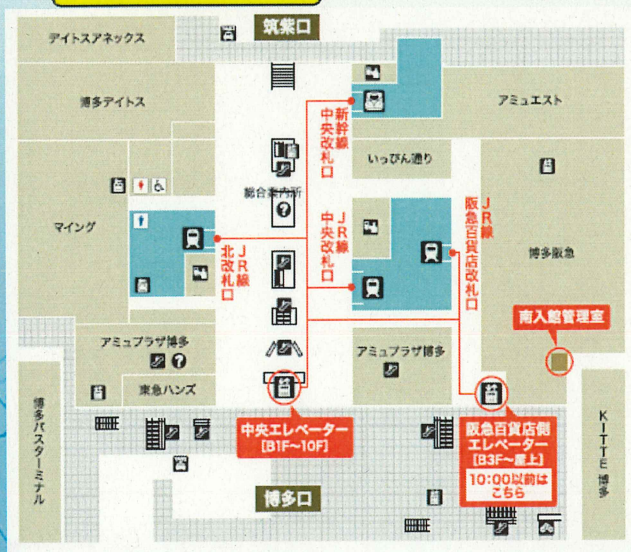 筑紫口
デイトスアネックス
博多デイトス
アミュエスト
新幹線
中央改札口
いっぴん通り
総合案内所
マイング
JR線
北改札口
JR線
中央改札口
JR線
阪急百貨店改札口
博多阪急
南入館管理室
アミュプラザ博多
東急ハンズ
アミュプラザ博多
博多バスターミナル
中央エレベーター
[B1F〜10F]
阪急百貨店側
エレベーター
[B3F〜屋上]
10:00以前は
こちら
KITTE 博多
博多口